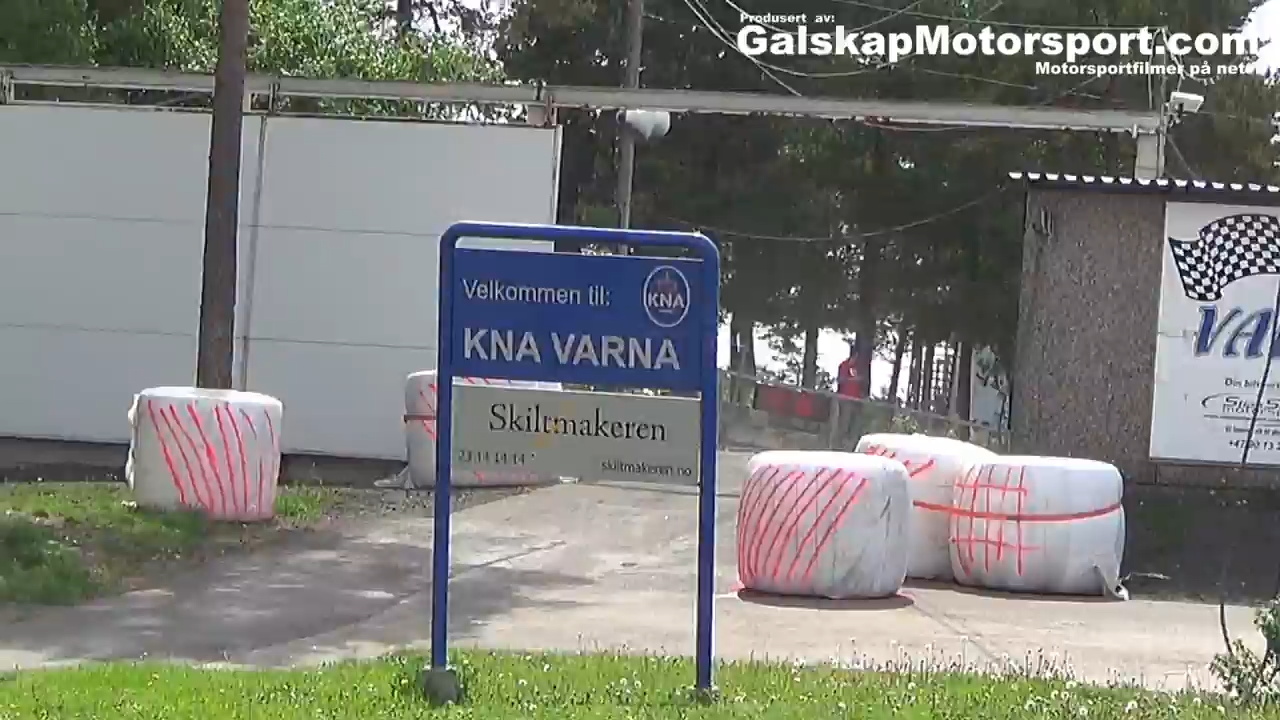 Produsert av:
GalskapMotorsport.com
Motorsportfilmer på nett
Velkommen til:
KNA
KNA VARNA
Skiltmakeren
23 14 14 14
skiltmakeren.no
VA
Din